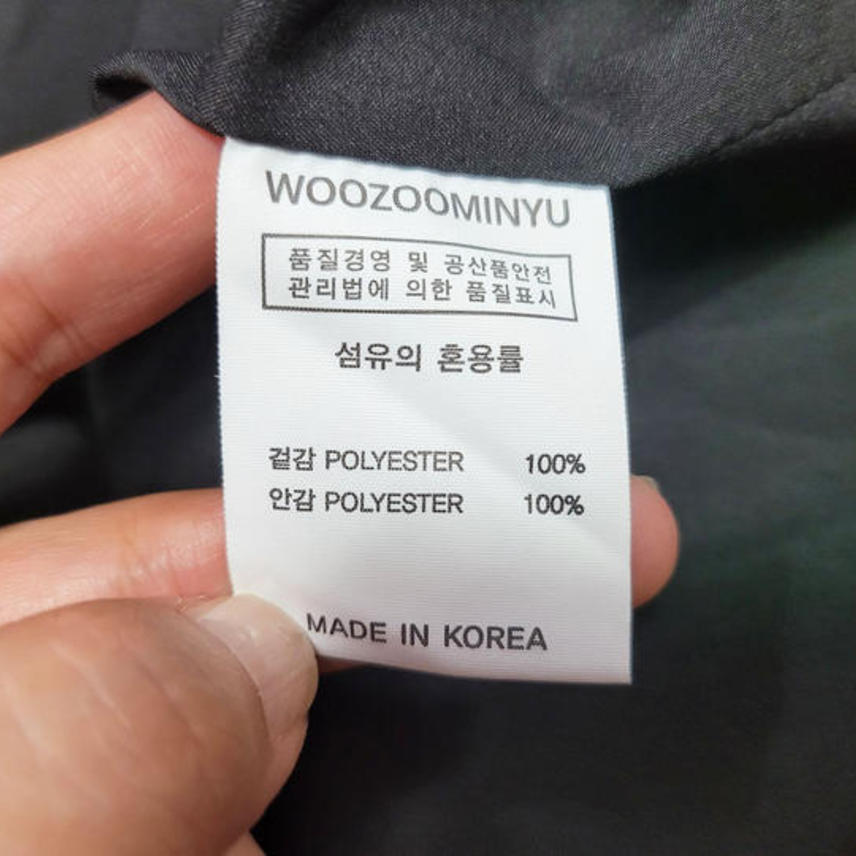 WOOZOOMINYU
품질경영 및 공산품안전
관리법에 의한 품질표시
섬유의 혼용률
겉감 POLYESTER 100%
안감 POLYESTER 100%
MADE IN KOREA